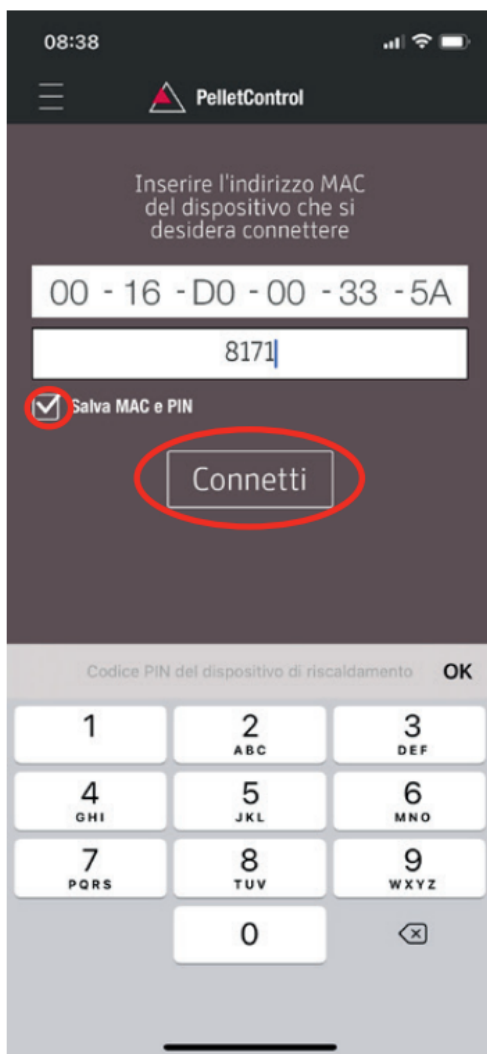 08:38
PelletControl
Inserire l'indirizzo MAC
del dispositivo che si
desidera connettere
00 - 16 - D0 - 00 - 33 - 5A
8171
Salva MAC e PIN
Connetti
Codice PIN del dispositivo di riscaldamento OK
1 2 3
ABC DEF
4 5 6
GHI JKL MNO
7 8 9
PQRS TUV WXYZ
0